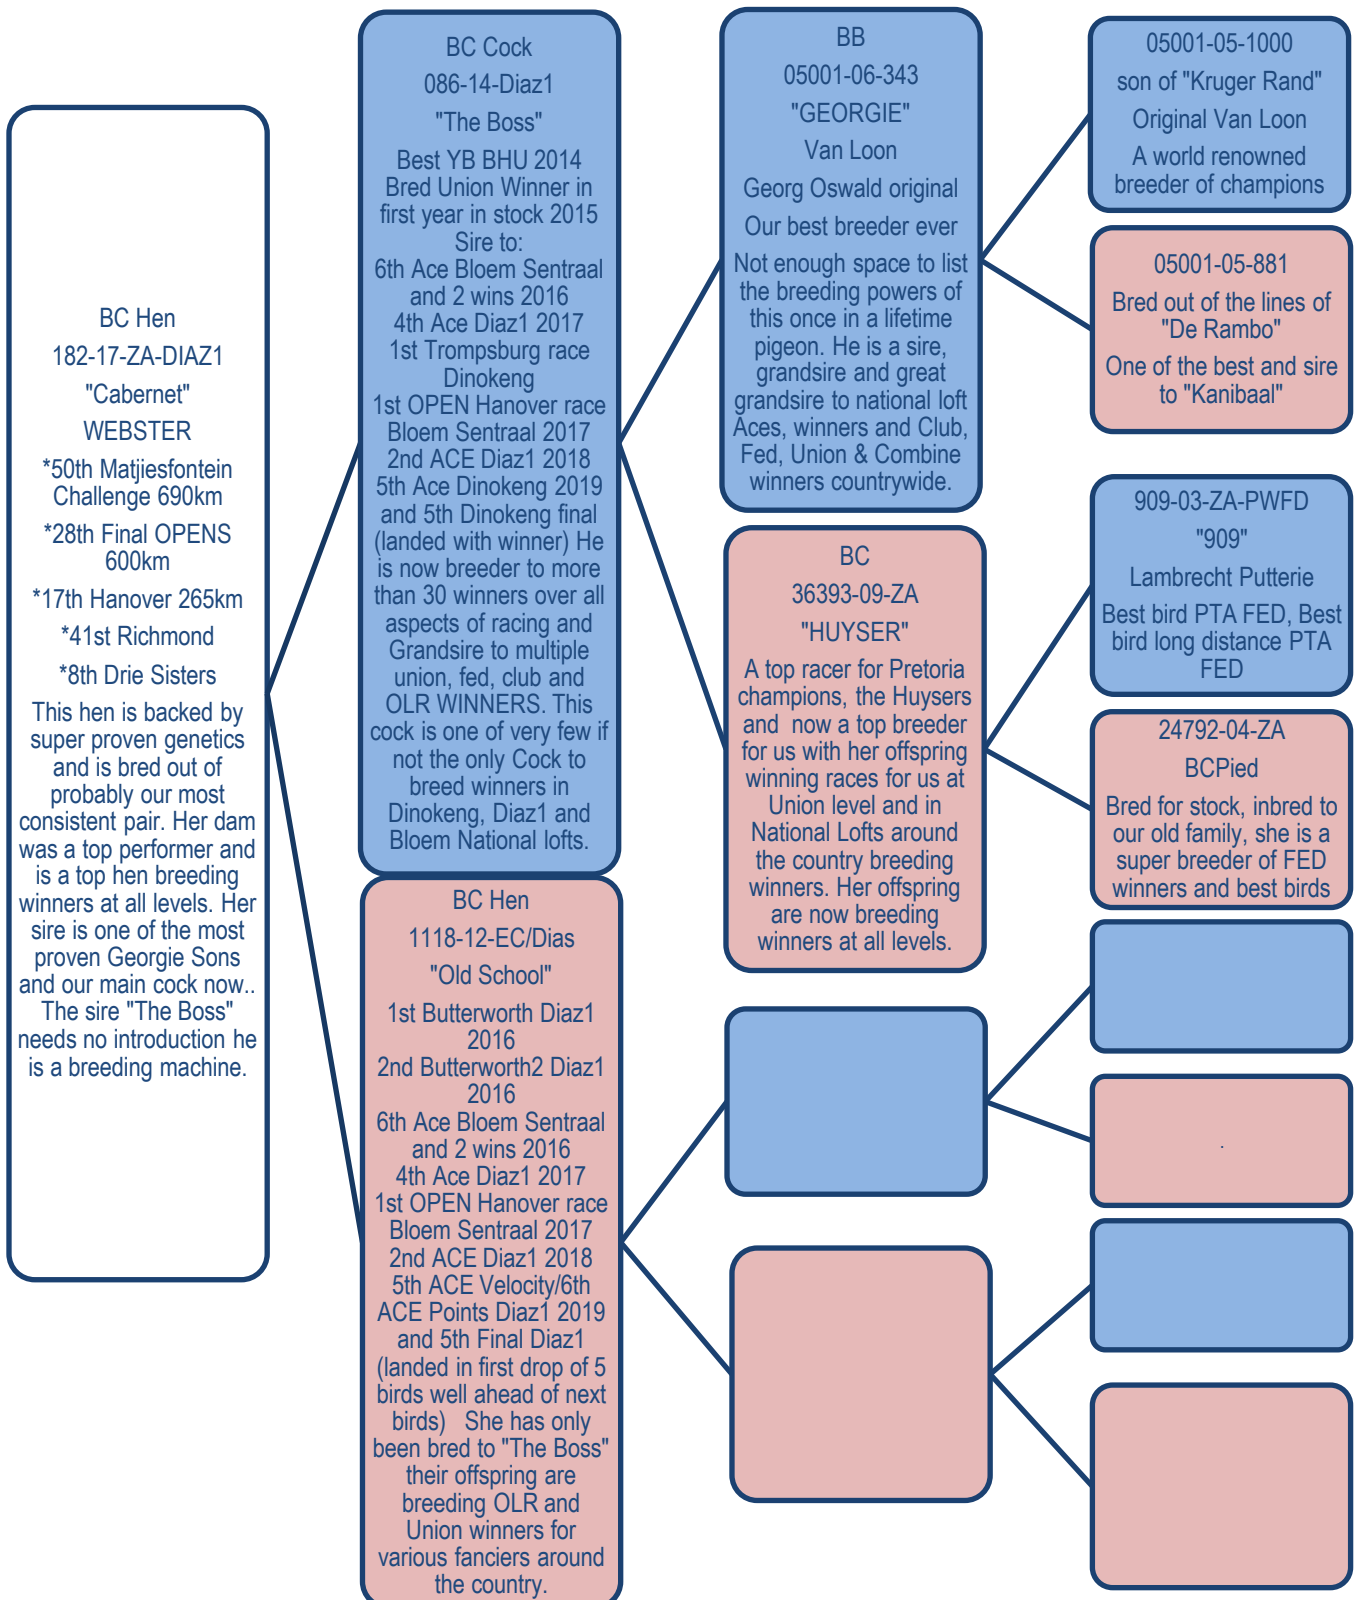 BC Hen
182-17-ZA-DIAZ1
"Cabernet"
WEBSTER
*50th Matjiesfontein
Challenge 690km
*28th Final OPENS
600km
*17th Hanover 265km
*41st Richmond
*8th Drie Sisters
This hen is backed by
super proven genetics
and is bred out of
probably our most
consistent pair. Her dam
was a top performer and
is a top hen breeding
winners at all levels. Her
sire is one of the most
proven Georgie Sons
and our main cock now..
The sire "The Boss"
needs no introduction he
is a breeding machine.
BC Cock
086-14-Diaz1
"The Boss"
Best YB BHU 2014
Bred Union Winner in
first year in stock 2015
Sire to:
6th Ace Bloem Sentraal
and 2 wins 2016
4th Ace Diaz1 2017
1st Trompsburg race
Dinokeng
1st OPEN Hanover race
Bloem Sentraal 2017
2nd ACE Diaz1 2018
5th Ace Dinokeng 2019
and 5th Dinokeng final
(landed with winner) He
is now breeder to more
than 30 winners over all
aspects of racing and
Grandsire to multiple
union, fed, club and
OLR WINNERS. This
cock is one of very few if
not the only Cock to
breed winners in
Dinokeng, Diaz1 and
Bloem National lofts.
BC Hen
1118-12-EC/Dias
"Old School"
1st Butterworth Diaz1
2016
2nd Butterworth2 Diaz1
2016
6th Ace Bloem Sentraal
and 2 wins 2016
4th Ace Diaz1 2017
1st OPEN Hanover race
Bloem Sentraal 2017
2nd ACE Diaz1 2018
5th ACE Velocity/6th
ACE Points Diaz1 2019
and 5th Final Diaz1
(landed in first drop of 5
birds well ahead of next
birds) She has only
been bred to "The Boss"
their offspring are
breeding OLR and
Union winners for
various fanciers around
the country.
BB
05001-06-343
"GEORGIE"
Van Loon
Georg Oswald original
Our best breeder ever
Not enough space to list
the breeding powers of
this once in a lifetime
pigeon. He is a sire,
grandsire and great
grandsire to national loft
Aces, winners and Club,
Fed, Union & Combine
winners countrywide.
BC
36393-09-ZA
"HUYSER"
A top racer for Pretoria
champions, the Huysers
and now a top breeder
for us with her offspring
winning races for us at
Union level and in
National Lofts around
the country breeding
winners. Her offspring
are now breeding
winners at all levels.
05001-05-1000
son of "Kruger Rand"
Original Van Loon
A world renowned
breeder of champions
05001-05-881
Bred out of the lines of
"De Rambo"
One of the best and sire
to "Kanibaal"
909-03-ZA-PWFD
"909"
Lambrecht Putterie
Best bird PTA FED, Best
bird long distance PTA
FED
24792-04-ZA
BCPied
Bred for stock, inbred to
our old family, she is a
super breeder of FED
winners and best birds
.